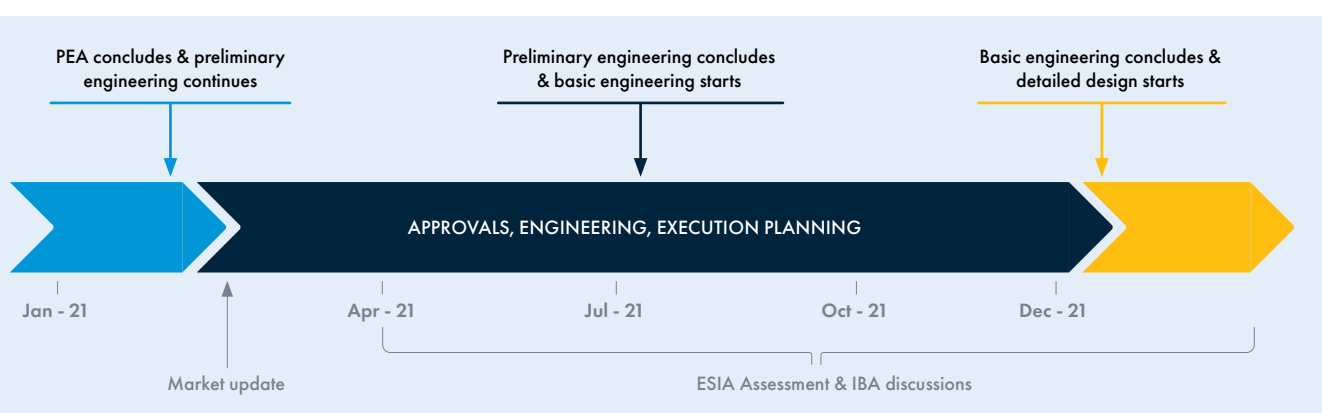 PEA concludes & preliminary
engineering continues
Preliminary engineering concludes
& basic engineering starts
Basic engineering concludes &
detailed design starts
APPROVALS, ENGINEERING, EXECUTION PLANNING
Jan - 21
Apr - 21
Jul - 21
Oct - 21
Dec - 21
Market update
ESIA Assessment & IBA discussions